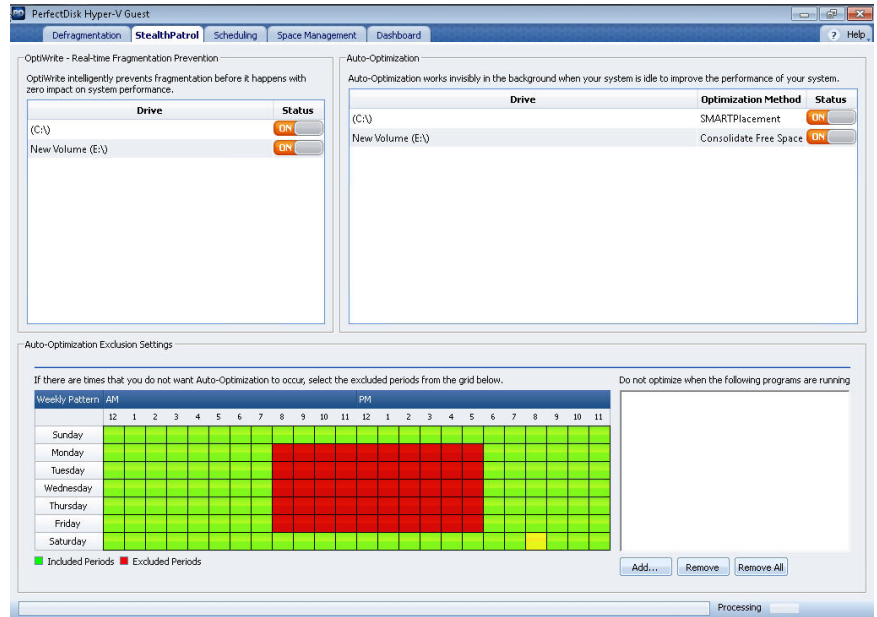 PerfectDisk Hyper-V Guest
Defragmentation StealthPatrol Scheduling Space Management Dashboard ? Help
OptiWrite - Real-time Fragmentation Prevention
OptiWrite intelligently prevents fragmentation before it happens with
zero impact on system performance.
Drive Status
(C:\) ON
New Volume (E:\) ON
Auto-Optimization
Auto-Optimization works invisibly in the background when your system is idle to improve the performance of your system.
Drive Optimization Method Status
(C:\) SMARTPlacement ON
New Volume (E:\) Consolidate Free Space ON
Auto-Optimization Exclusion Settings
If there are times that you do not want Auto-Optimization to occur, select the excluded periods from the grid below.
Weekly Pattern AM PM
12 1 2 3 4 5 6 7 8 9 10 11 12 1 2 3 4 5 6 7 8 9 10 11
Sunday
Monday
Tuesday
Wednesday
Thursday
Friday
Saturday
Included Periods Excluded Periods
Do not optimize when the following programs are running
Add... Remove Remove All
Processing